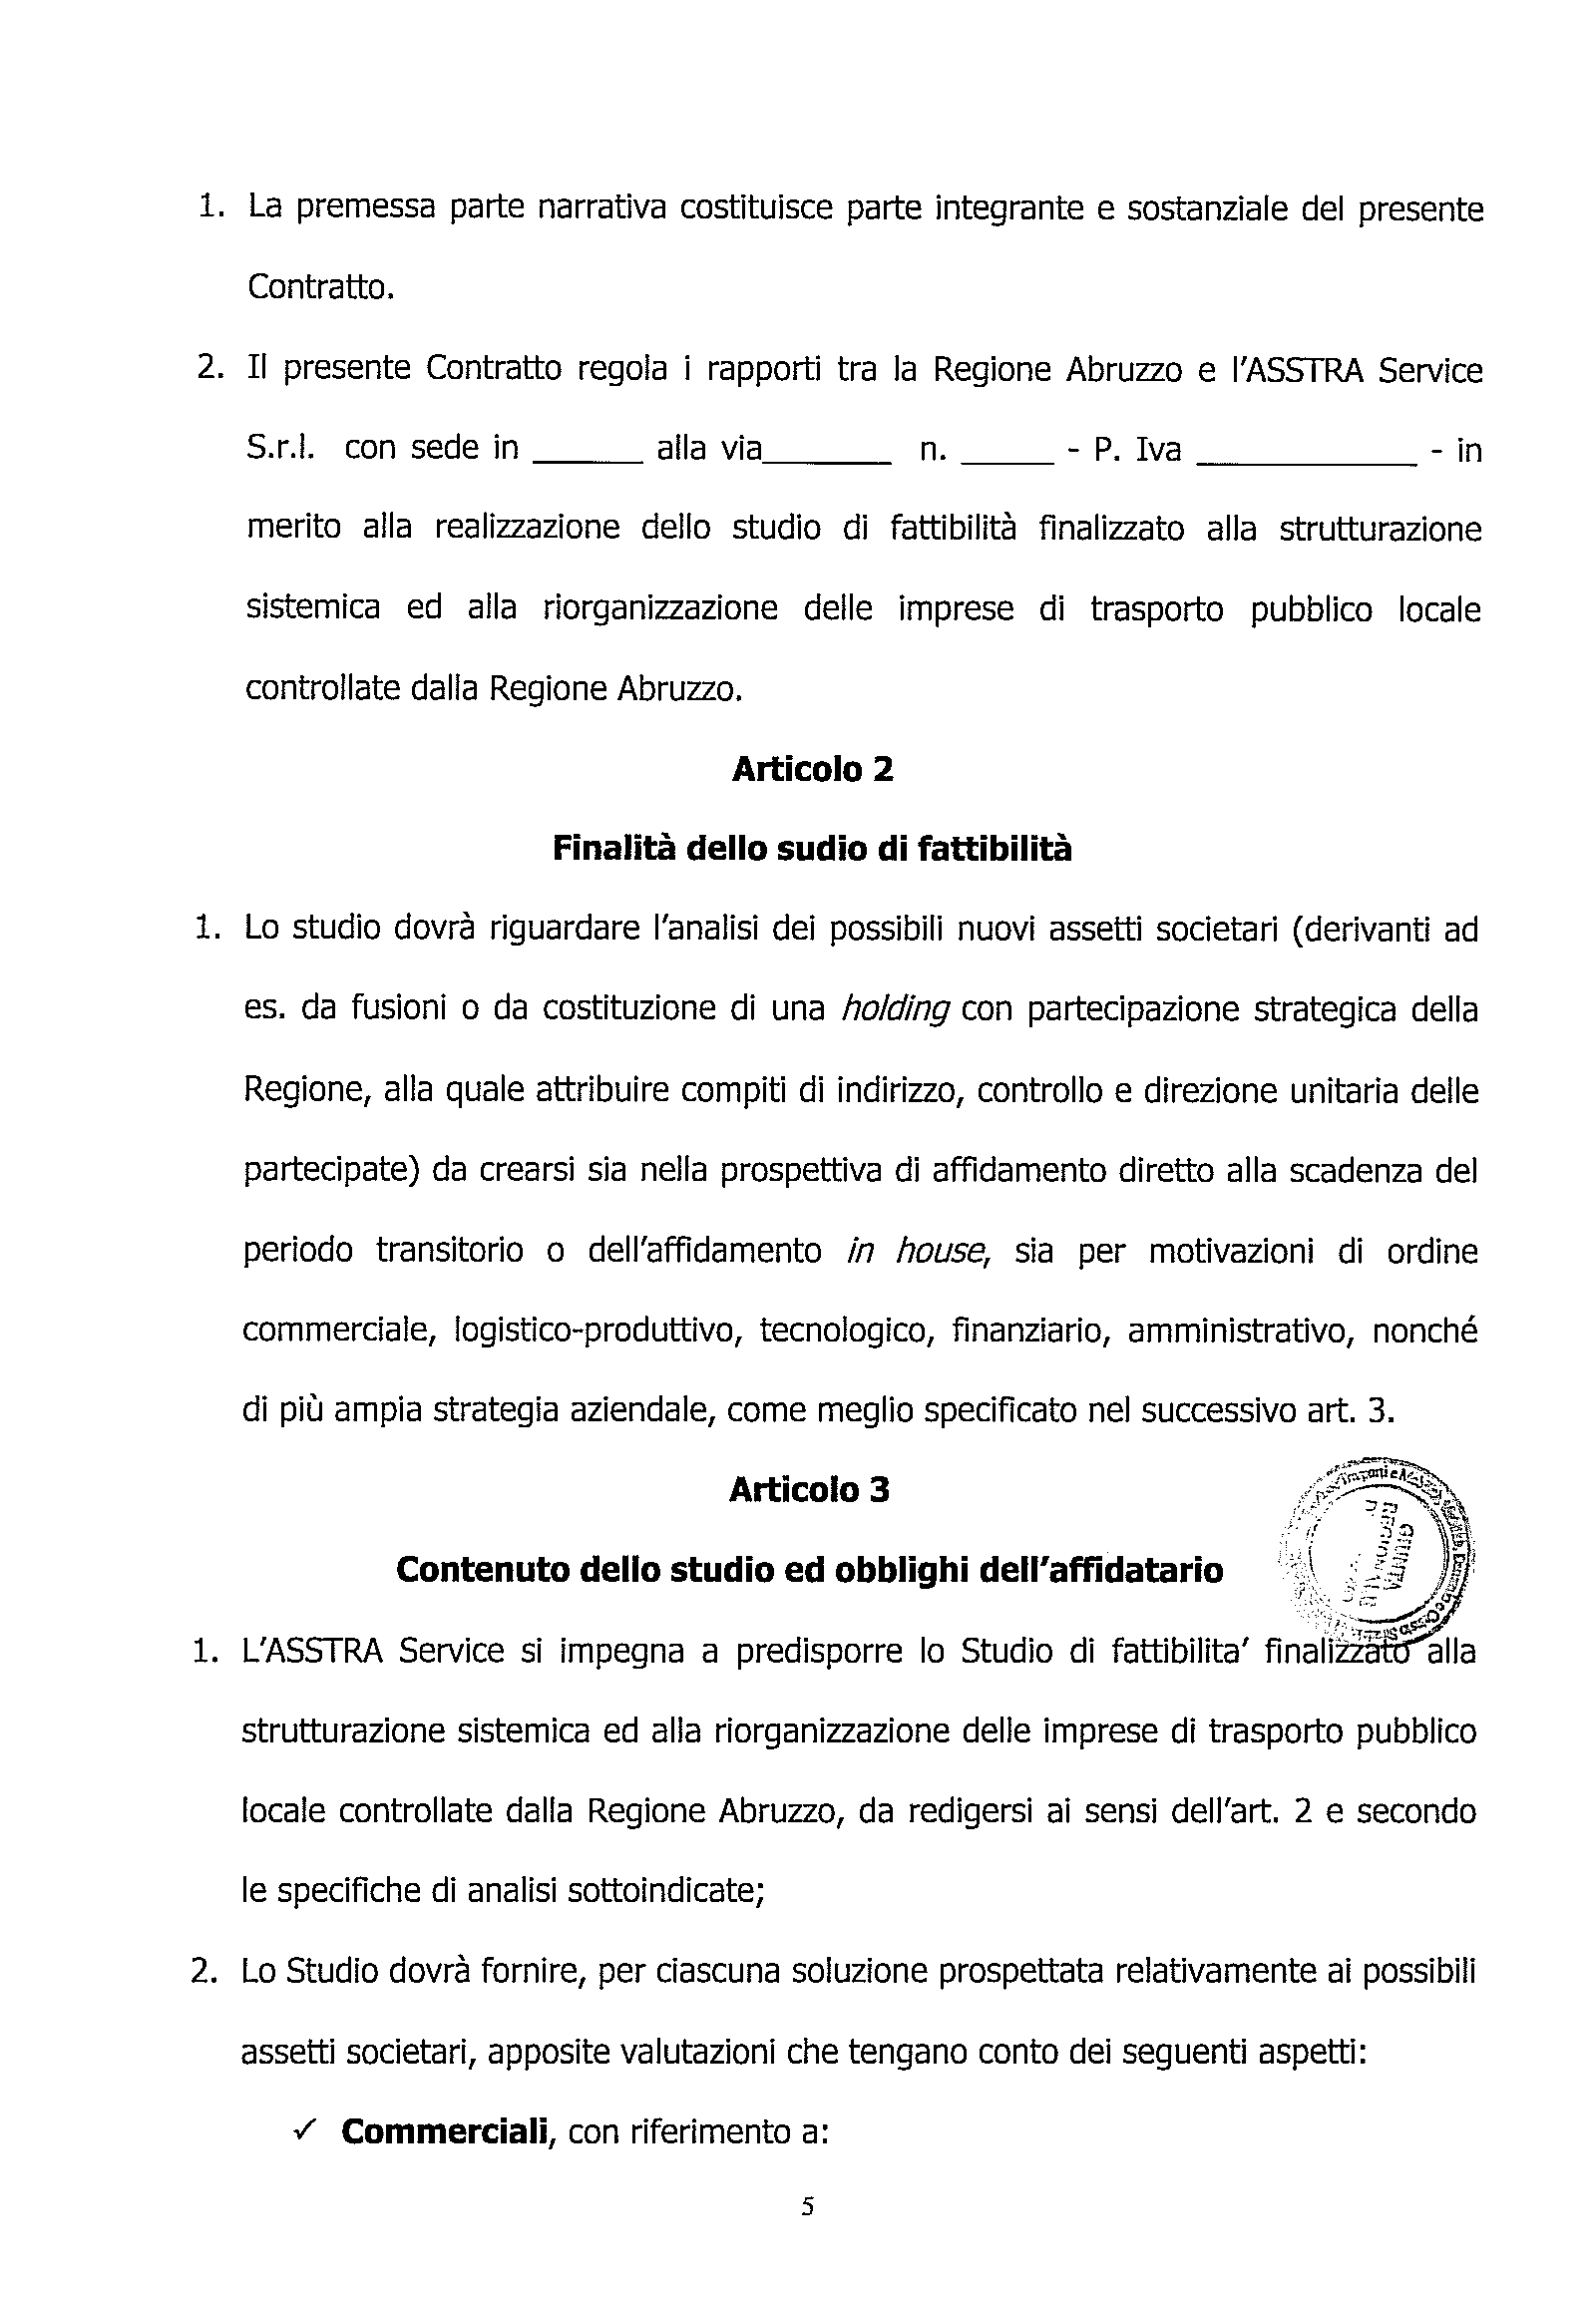 1. La premessa parte narrativa costituisce parte integrante e sostanziale del presente
Contratto.
2. Il presente Contratto regola i rapporti tra la Regione Abruzzo e l'ASSTRA Service
S.r.l. con sede in ______ alla via_______ n. _____ - P. Iva ____________ - in
merito alla realizzazione dello studio di fattibilità finalizzato alla strutturazione
sistemica ed alla riorganizzazione delle imprese di trasporto pubblico locale
controllate dalla Regione Abruzzo.
Articolo 2
Finalità dello sudio di fattibilità
1. Lo studio dovrà riguardare l'analisi dei possibili nuovi assetti societari (derivanti ad
es. da fusioni o da costituzione di una holding con partecipazione strategica della
Regione, alla quale attribuire compiti di indirizzo, controllo e direzione unitaria delle
partecipate) da crearsi sia nella prospettiva di affidamento diretto alla scadenza del
periodo transitorio o dell'affidamento in house, sia per motivazioni di ordine
commerciale, logistico-produttivo, tecnologico, finanziario, amministrativo, nonché
di più ampia strategia aziendale, come meglio specificato nel successivo art. 3.
Articolo 3
Contenuto dello studio ed obblighi dell'affidatario
GIUNTA
1. L'ASSTRA Service si impegna a predisporre lo Studio di fattibilita' finalizzato alla
strutturazione sistemica ed alla riorganizzazione delle imprese di trasporto pubblico
locale controllate dalla Regione Abruzzo, da redigersi ai sensi dell'art. 2 e secondo
le specifiche di analisi sottoindicate;
2. Lo Studio dovrà fornire, per ciascuna soluzione prospettata relativamente ai possibili
assetti societari, apposite valutazioni che tengano conto dei seguenti aspetti:
✓ Commerciali, con riferimento a:
5